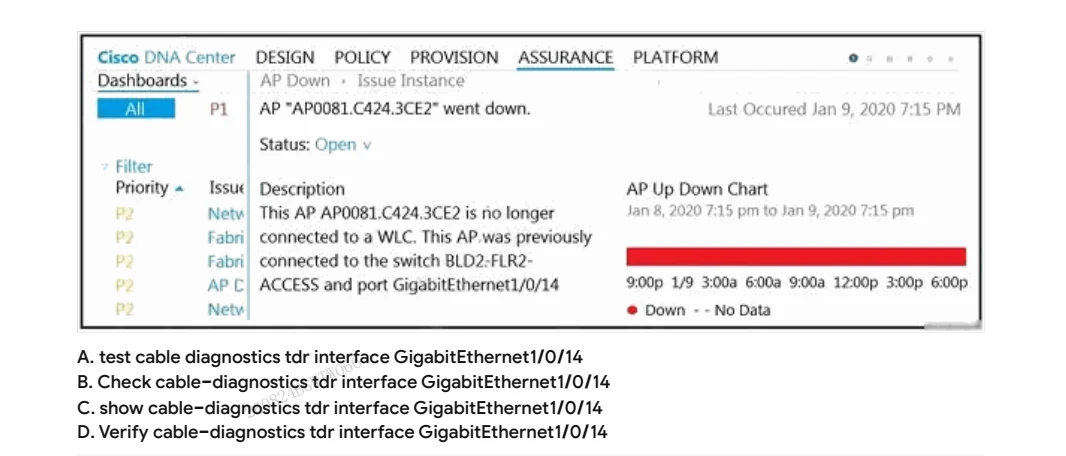 Cisco DNA Center DESIGN POLICY PROVISION ASSURANCE PLATFORM
Dashboards
AP Down · Issue Instance
All P1
AP "AP0081.C424.3CE2" went down.
Last Occured Jan 9, 2020 7:15 PM
Status: Open v
Filter
Priority Issue
P2 Netw
P2 Fabri
P2 Fabri
P2 AP D
P2 Netw
Description
This AP AP0081.C424.3CE2 is no longer
connected to a WLC. This AP was previously
connected to the switch BLD2-FLR2-
ACCESS and port GigabitEthernet1/0/14
AP Up Down Chart
Jan 8, 2020 7:15 pm to Jan 9, 2020 7:15 pm
9:00p 1/9 3:00a 6:00a 9:00a 12:00p 3:00p 6:00p
Down - - No Data
A. test cable diagnostics tdr interface GigabitEthernet1/0/14
B. Check cable-diagnostics tdr interface GigabitEthernet1/0/14
C. show cable-diagnostics tdr interface GigabitEthernet1/0/14
D. Verify cable-diagnostics tdr interface GigabitEthernet1/0/14